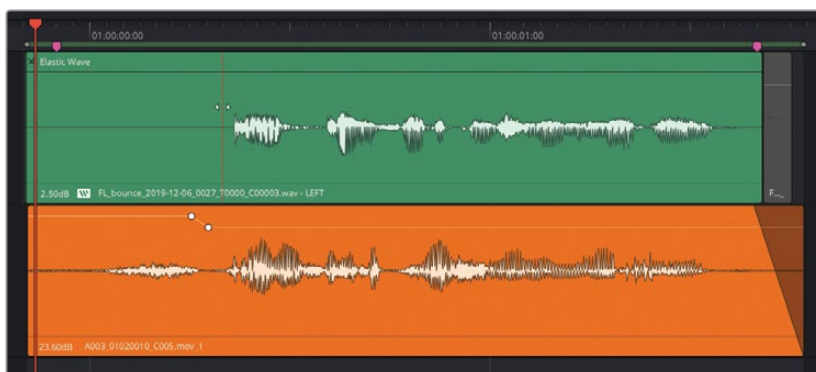 01:00:00:00 01:00:01:00
Elastic Wave
2.50dB W FL_bounce_2019-12-06_0027_T0000_C00003.wav - LEFT F...
23.60dB A003_01020010_C005.mov_1